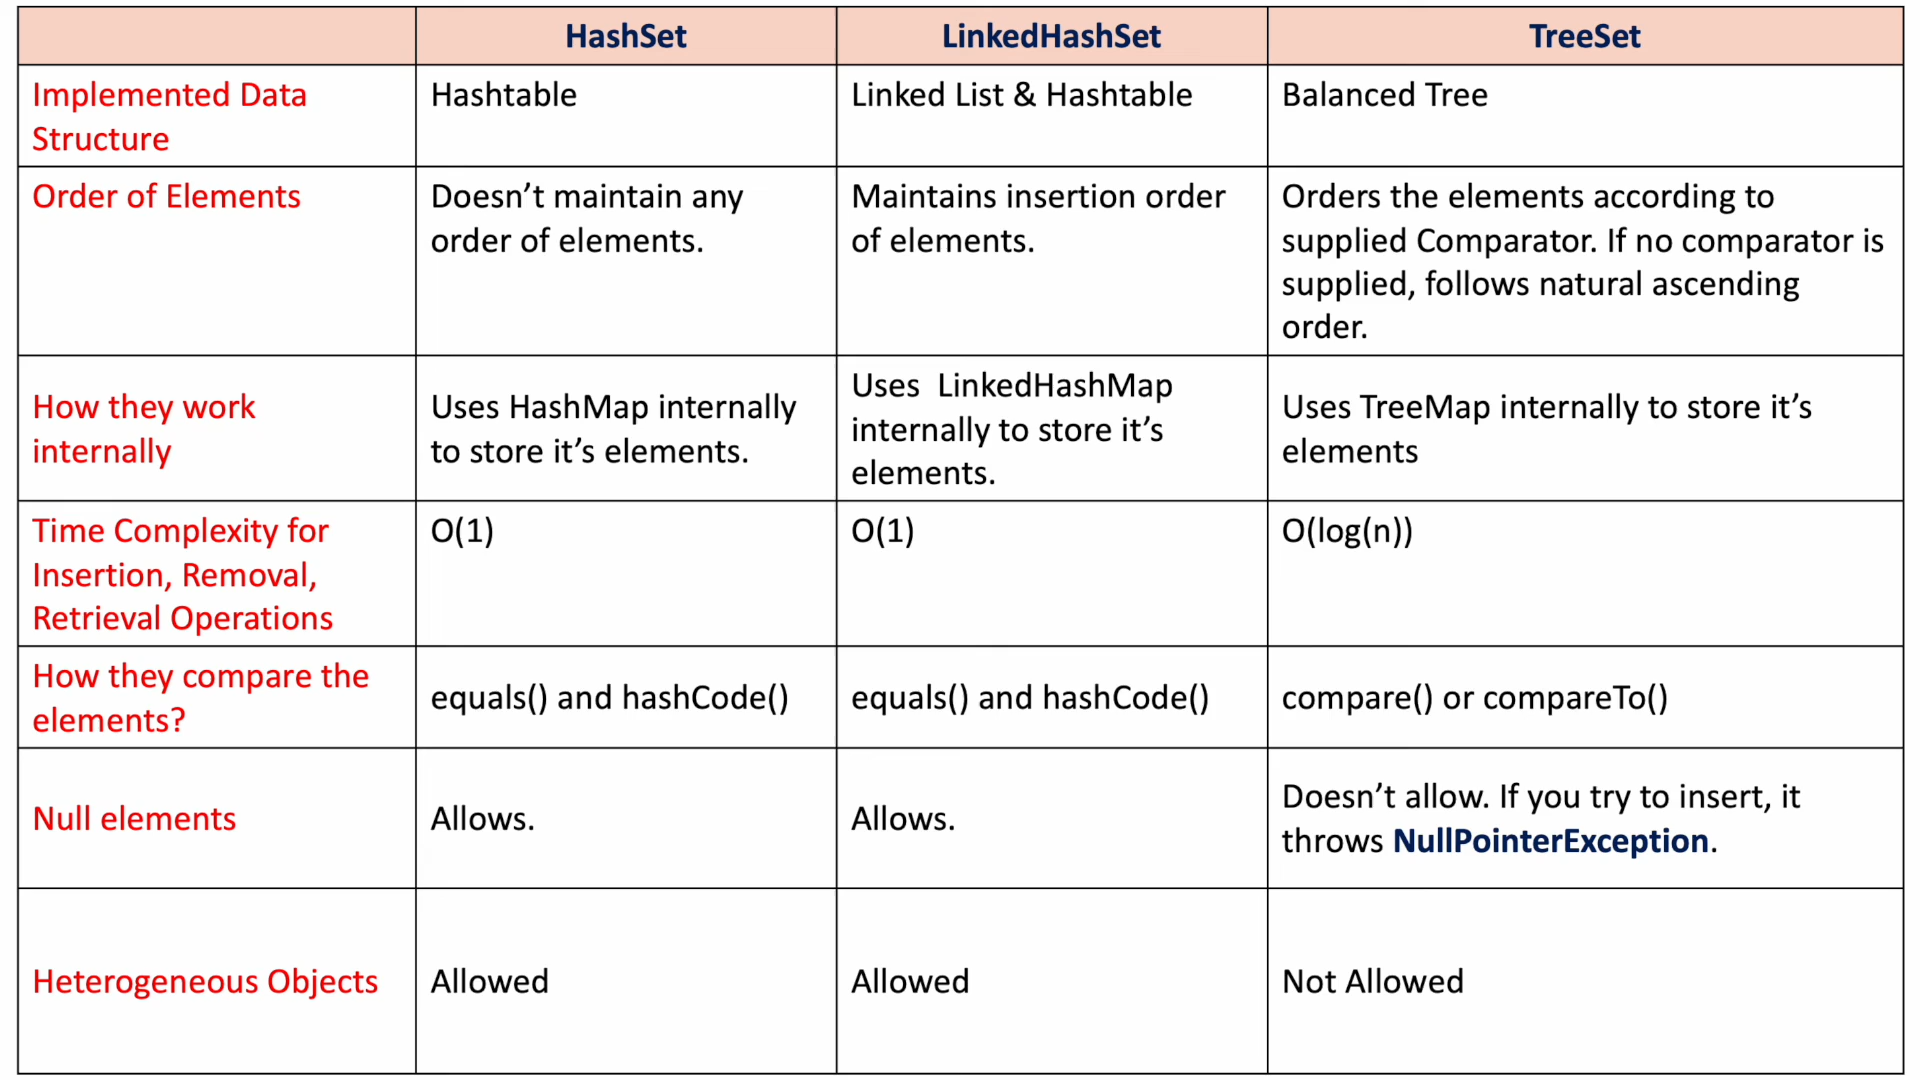 HashSet
LinkedHashSet
TreeSet
Implemented Data
Structure
Hashtable
Linked List & Hashtable
Balanced Tree
Order of Elements
Doesn’t maintain any
order of elements.
Maintains insertion order
of elements.
Orders the elements according to
supplied Comparator. If no comparator is
supplied, follows natural ascending
order.
How they work
internally
Uses HashMap internally
to store it’s elements.
Uses  LinkedHashMap
internally to store it’s
elements.
Uses TreeMap internally to store it’s
elements
Time Complexity for
Insertion, Removal,
Retrieval Operations
O(1)
O(1)
O(log(n))
How they compare the
elements?
equals() and hashCode()
equals() and hashCode()
compare() or compareTo()
Null elements
Allows.
Allows.
Doesn’t allow. If you try to insert, it
throws NullPointerException.
Heterogeneous Objects
Allowed
Allowed
Not Allowed